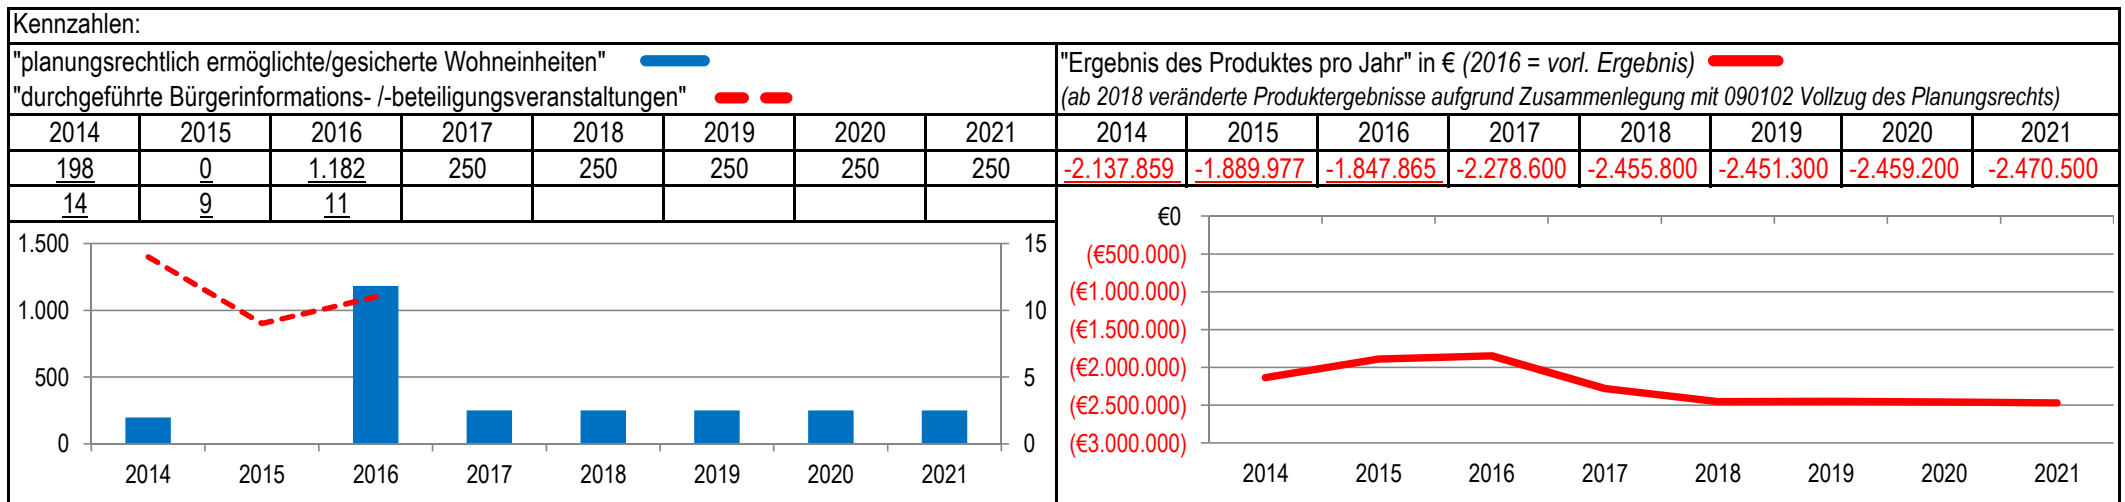 Kennzahlen:
"planungsrechtlich ermöglichte/gesicherte Wohneinheiten"
"durchgeführte Bürgerinformations- /-beteiligungsveranstaltungen"
2014 2015 2016 2017 2018 2019 2020 2021
198 0 1.182 250 250 250 250 250
14 9 11
1.500 15
1.000 10
500 5
0 0
2014 2015 2016 2017 2018 2019 2020 2021
"Ergebnis des Produktes pro Jahr" in € (2016 = vorl. Ergebnis)
(ab 2018 veränderte Produktergebnisse aufgrund Zusammenlegung mit 090102 Vollzug des Planungsrechts)
2014 2015 2016 2017 2018 2019 2020 2021
-2.137.859 -1.889.977 -1.847.865 -2.278.600 -2.455.800 -2.451.300 -2.459.200 -2.470.500
€0
(€500.000)
(€1.000.000)
(€1.500.000)
(€2.000.000)
(€2.500.000)
(€3.000.000)
2014 2015 2016 2017 2018 2019 2020 2021